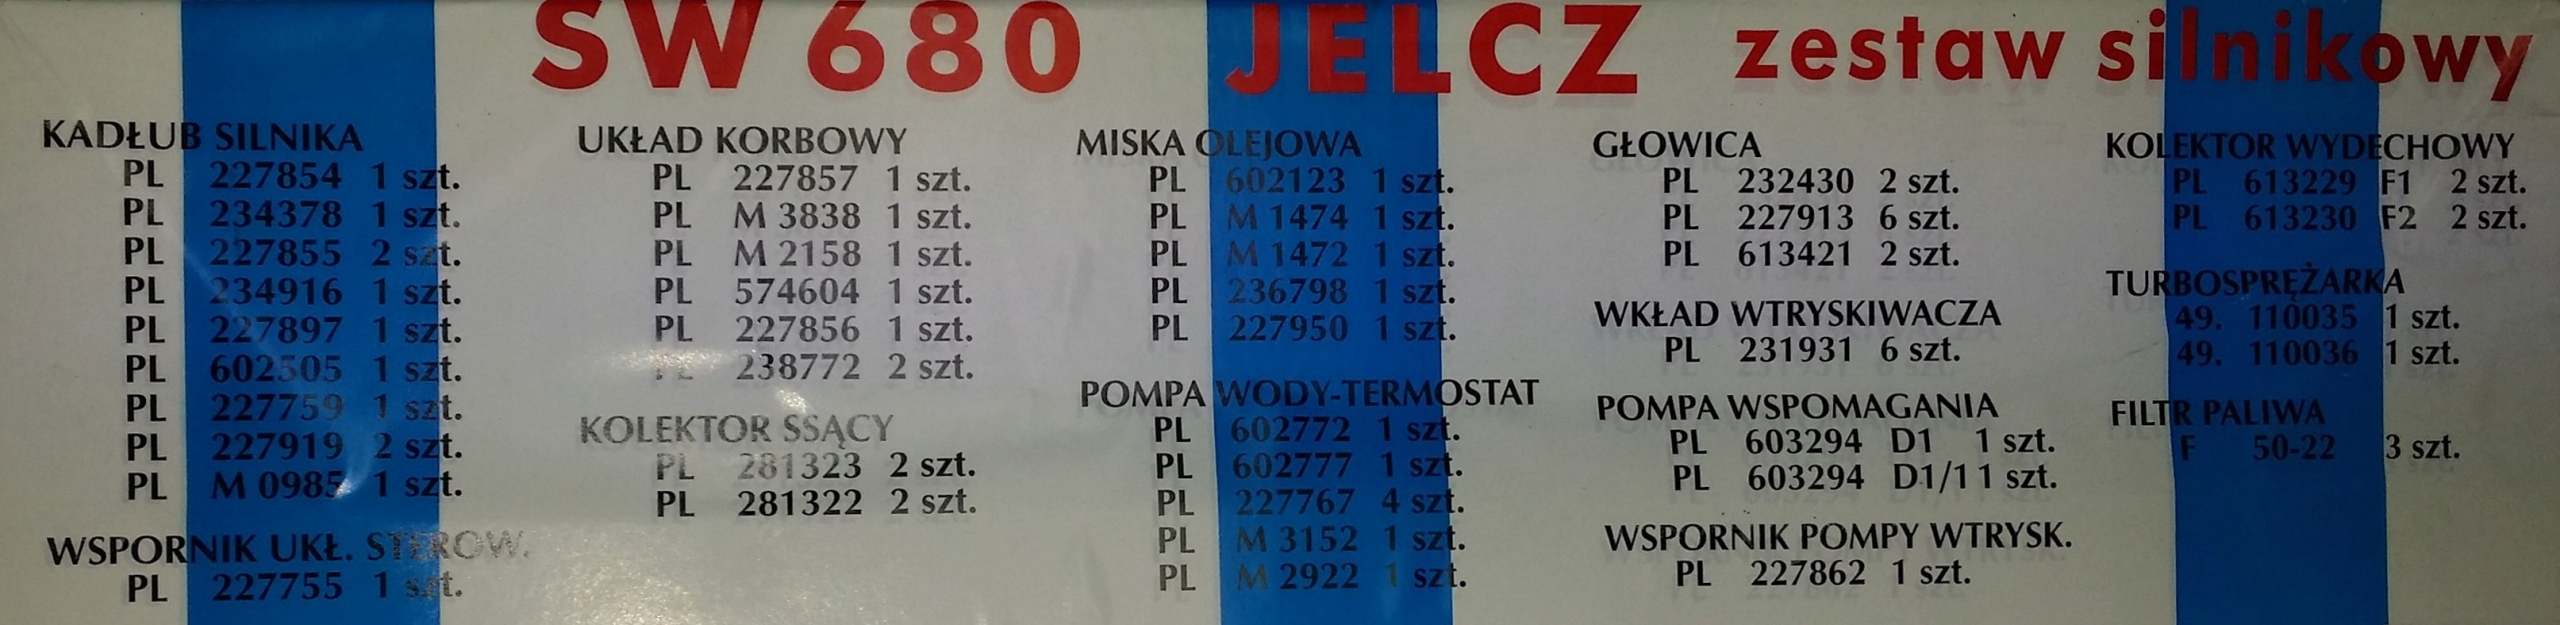 SW 680 JELCZ zestaw silnikowy
KADŁUB SILNIKA
PL 227854 1 szt.
PL 234378 1 szt.
PL 227855 2 szt.
PL 234916 1 szt.
PL 227897 1 szt.
PL 602505 1 szt.
PL 227759 1 szt.
PL 227919 2 szt.
PL M 0985 1 szt.
WSPORNIK UKŁ. STEROW.
PL 227755 1 szt.
UKŁAD KORBOWY
PL 227857 1 szt.
PL M 3838 1 szt.
PL M 2158 1 szt.
PL 574604 1 szt.
PL 227856 1 szt.
PL 238772 2 szt.
KOLEKTOR SSĄCY
PL 281323 2 szt.
PL 281322 2 szt.
MISKA OLEJOWA
PL 602123 1 szt.
PL M 1474 1 szt.
PL M 1472 1 szt.
PL 236798 1 szt.
PL 227950 1 szt.
POMPA WODY-TERMOSTAT
PL 602772 1 szt.
PL 602777 1 szt.
PL 227767 4 szt.
PL M 3152 1 szt.
PL M 2922 1 szt.
GŁOWICA
PL 232430 2 szt.
PL 227913 6 szt.
PL 613421 2 szt.
WKŁAD WTRYSKIWACZA
PL 231931 6 szt.
POMPA WSPOMAGANIA
PL 603294 D1 1 szt.
PL 603294 D1/1 1 szt.
WSPORNIK POMPY WTRYSK.
PL 227862 1 szt.
KOLEKTOR WYDECHOWY
PL 613229 F1 2 szt.
PL 613230 F2 2 szt.
TURBOSPRĘŻARKA
49. 110035 1 szt.
49. 110036 1 szt.
FILTR PALIWA
F 50-22 3 szt.